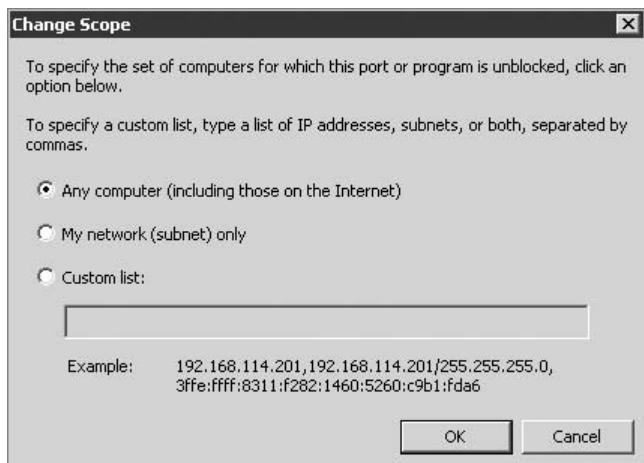 Change Scope
To specify the set of computers for which this port or program is unblocked, click an
option below.
To specify a custom list, type a list of IP addresses, subnets, or both, separated by
commas.
Any computer (including those on the Internet)
My network (subnet) only
Custom list:
Example: 192.168.114.201,192.168.114.201/255.255.255.0,
3ffe:ffff:8311:f282:1460:5260:c9b1:fda6
OK Cancel